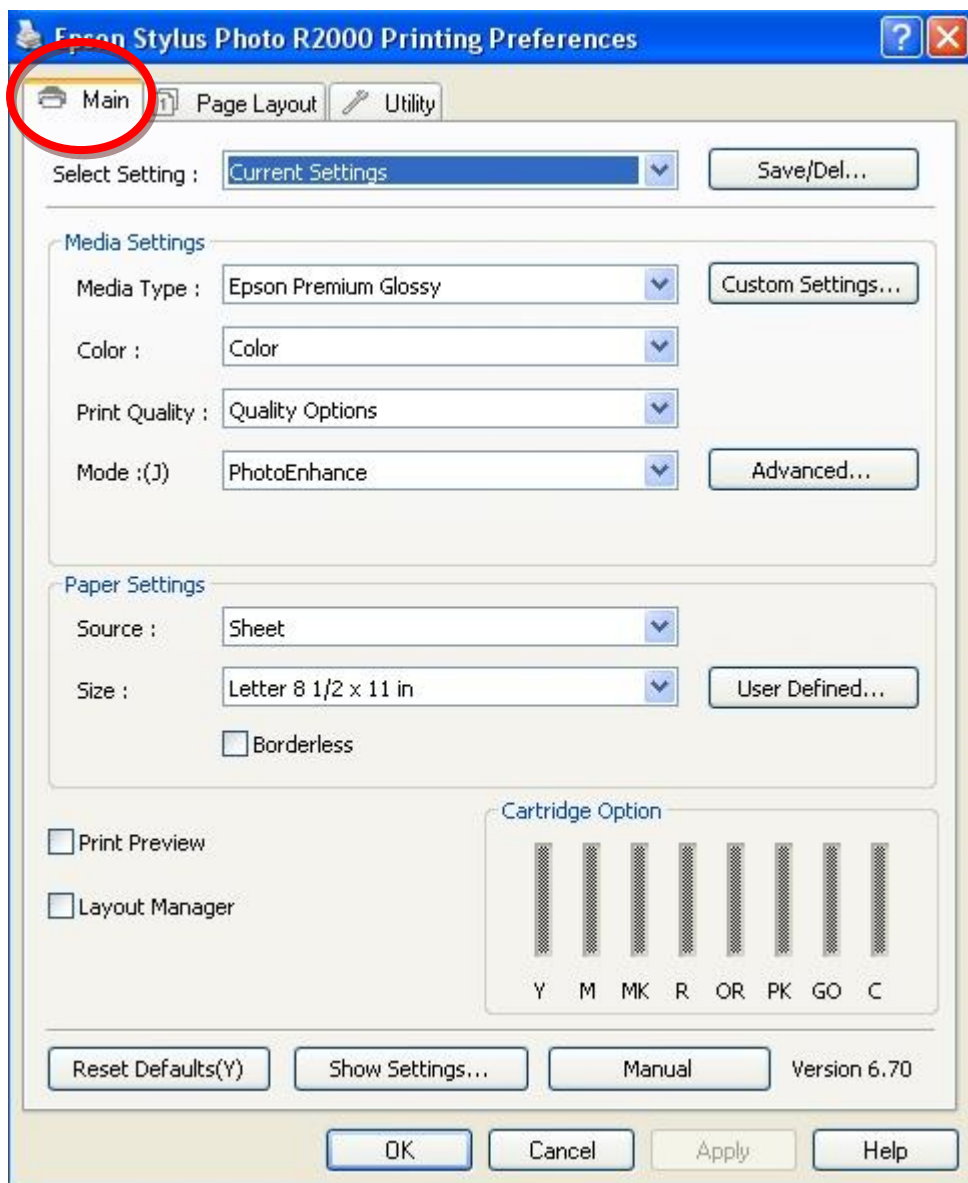 Epson Stylus Photo R2000 Printing Preferences
Main Page Layout Utility
Select Setting : Current Settings Save/Del...
Media Settings
Media Type : Epson Premium Glossy Custom Settings...
Color : Color
Print Quality : Quality Options
Mode :(J) PhotoEnhance Advanced...
Paper Settings
Source : Sheet
Size : Letter 8 1/2 x 11 in User Defined...
Borderless
Cartridge Option
Print Preview
Layout Manager
Y M MK R OR PK GO C
Reset Defaults(Y) Show Settings... Manual Version 6.70
OK Cancel Apply Help